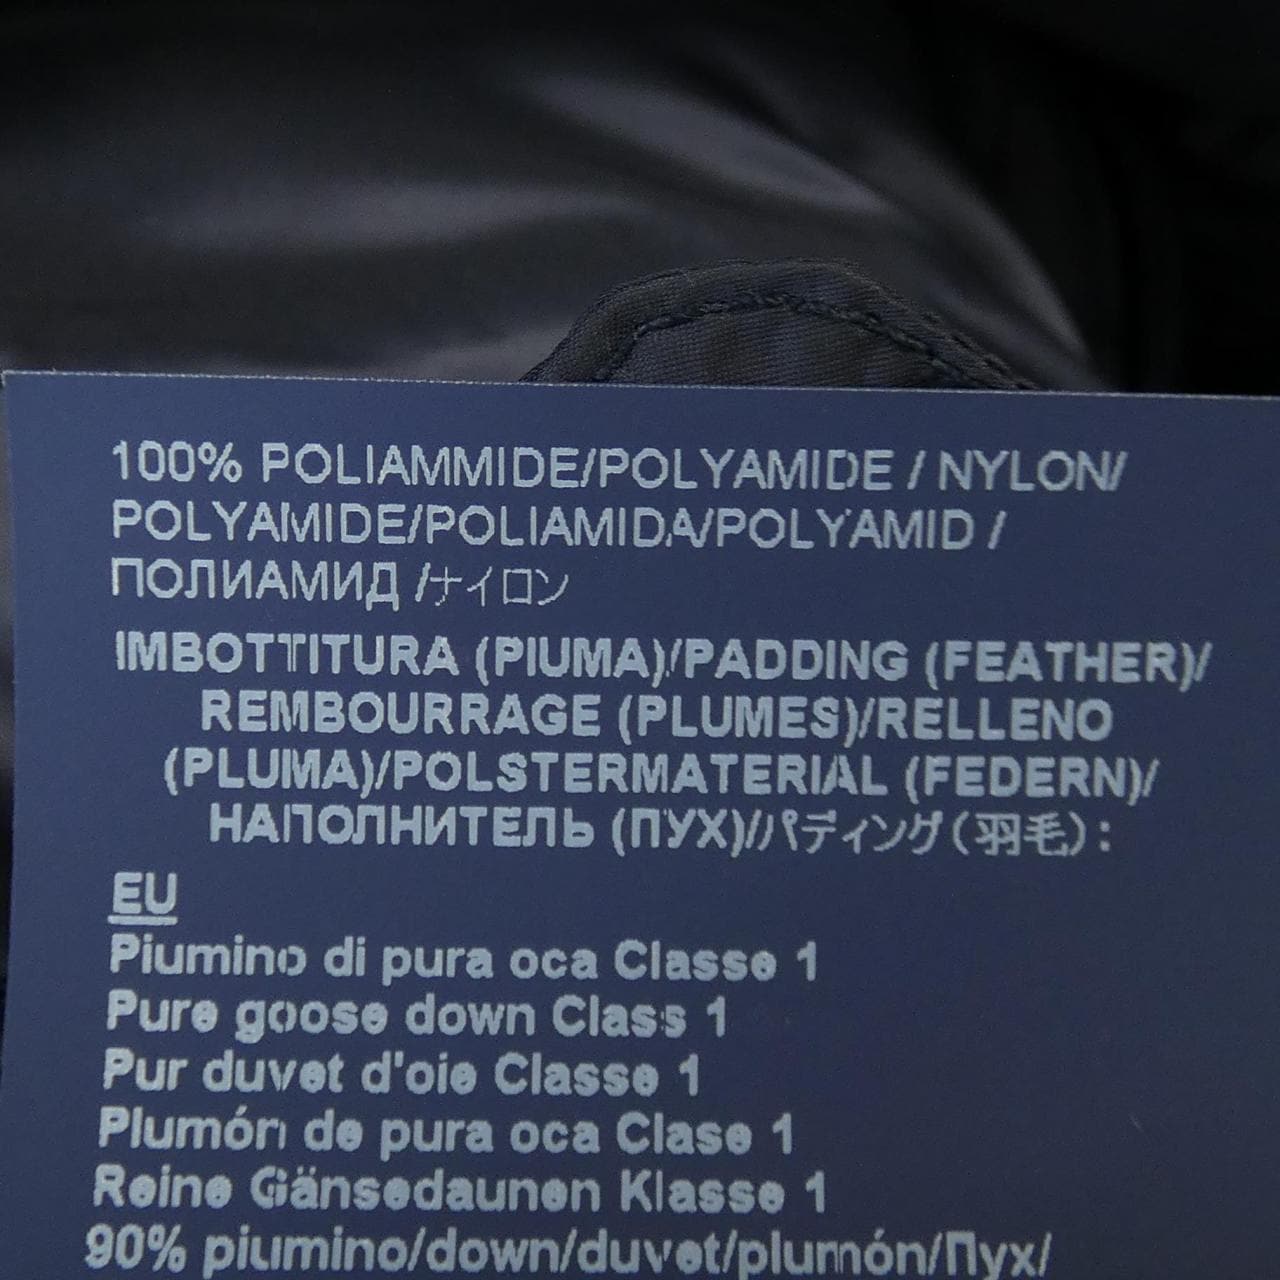 100% POLIAMMIDE/POLYAMIDE / NYLON/
POLYAMIDE/POLIAMIDA/POLYAMID /
ПОЛИАМИД /ナイロン
IMBOTTITURA (PIUMA)/PADDING (FEATHER)/
REMBOURRAGE (PLUMES)/RELLENO
(PLUMA)/POLSTERMATERIAL (FEDERN)/
НАПОЛНИТЕЛЬ (ПУХ)//パディング(羽毛):
EU
Piumino di pura oca Classe 1
Pure goose down Class 1
Pur duvet d'oie Classe 1
Plumón de pura oca Clase 1
Reine Gänsedaunen Klasse 1
90% piumino/down/duvet/plumón/Пух/